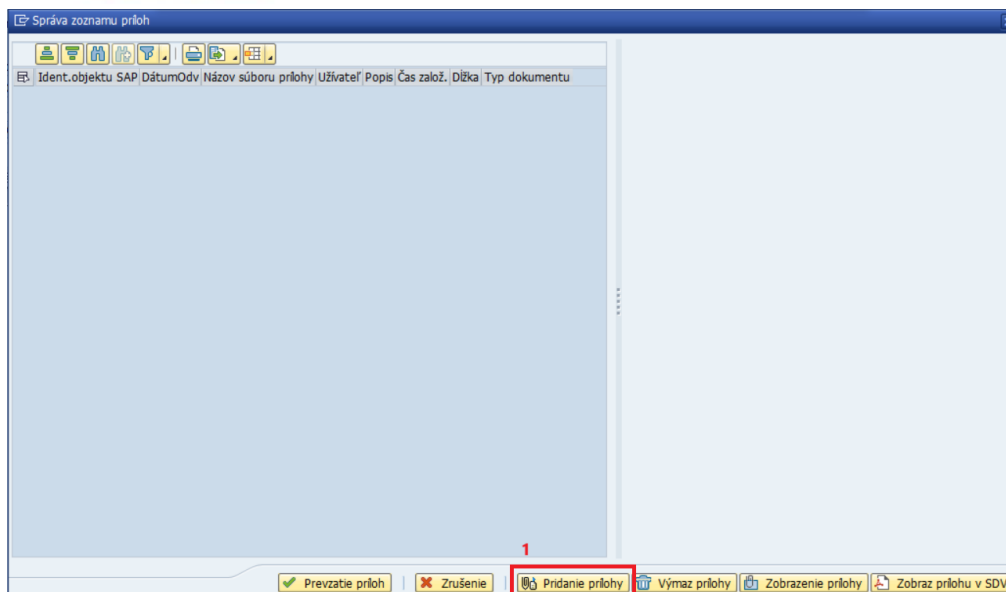 Správa zoznamu príloh
Ident.objektu SAP DátumOdv Názov súboru prílohy Užívateľ Popis Čas založ. Dĺžka Typ dokumentu
1
Prevzatie príloh Zrušenie Pridanie prílohy Výmaz prílohy Zobrazenie prílohy Zobraz prílohu v SDV